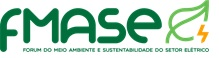 FMASE
FORUM DO MEIO AMBIENTE E SUSTENTABILIDADE DO SETOR ELÉTRICO